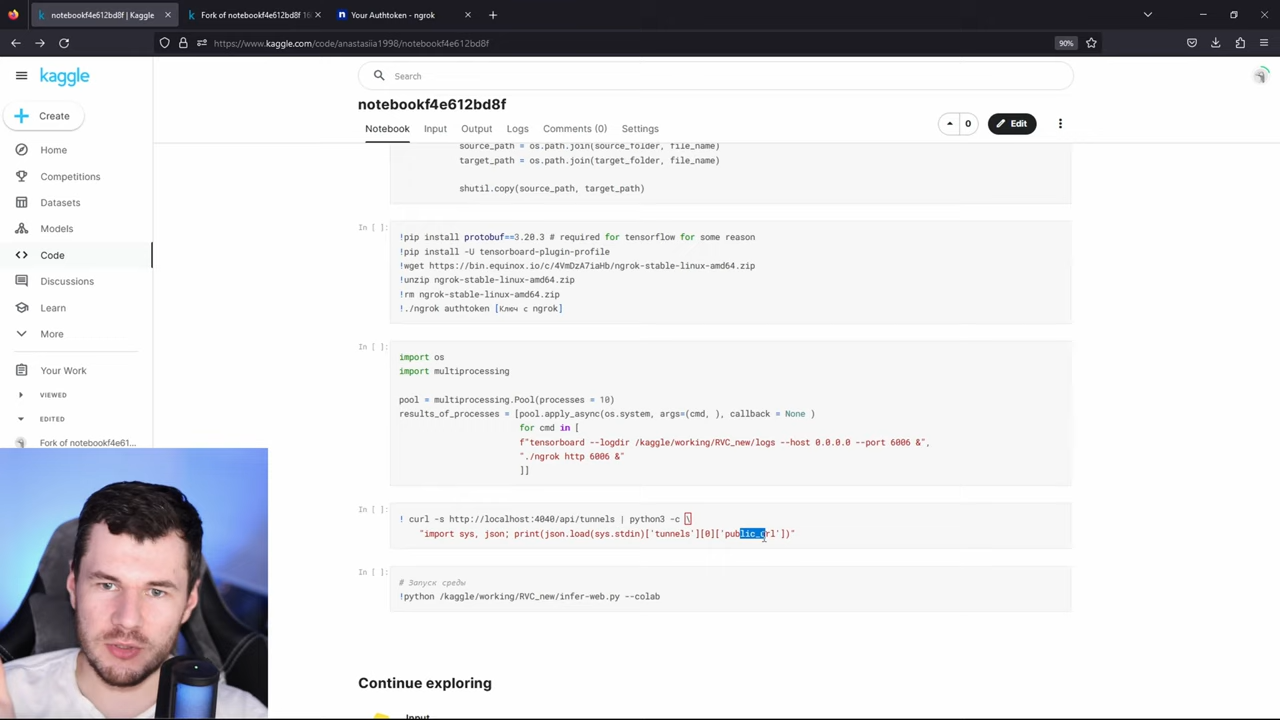 notebookf4e612bd8f | Kaggle
Fork of notebook4e612bd8f 16
Your Authtoken - ngrok
https://www.kaggle.com/code/anastasiia1998/notebookf4e612bd8f
90%
kaggle
Search
Create
Home
Competitions
Datasets
Models
Code
Discussions
Learn
More
Your Work
VIEWED
EDITED
Fork of notebookf4e61...
notebookf4e612bd8f
0
Edit
Notebook
Input
Output
Logs
Comments (0)
Settings
source_path = os.path.join(source_folder, file_name)
target_path = os.path.join(target_folder, file_name)
shutil.copy(source_path, target_path)
In [ ]:
!pip install protobuf==3.20.3 # required for tensorflow for some reason
!pip install -U tensorboard-plugin-profile
!wget https://bin.equinox.io/c/4VmDzA7iaHb/ngrok-stable-linux-amd64.zip
!unzip ngrok-stable-linux-amd64.zip
!rm ngrok-stable-linux-amd64.zip
!./ngrok authtoken [Ключ с ngrok]
In [ ]:
import os
import multiprocessing
pool = multiprocessing.Pool(processes = 10)
results_of_processes = [pool.apply_async(os.system, args=(cmd, ), callback = None )
for cmd in [
f"tensorboard --logdir /kaggle/working/RVC_new/logs --host 0.0.0.0 --port 6006 &",
"./ngrok http 6006 &"
]]
In [ ]:
! curl -s http://localhost:4040/api/tunnels | python3 -c \
"import sys, json; print(json.load(sys.stdin)['tunnels'][0]['public_url'])"
In [ ]:
# Запуск среды
!python /kaggle/working/RVC_new/infer-web.py --colab
Continue exploring
Input